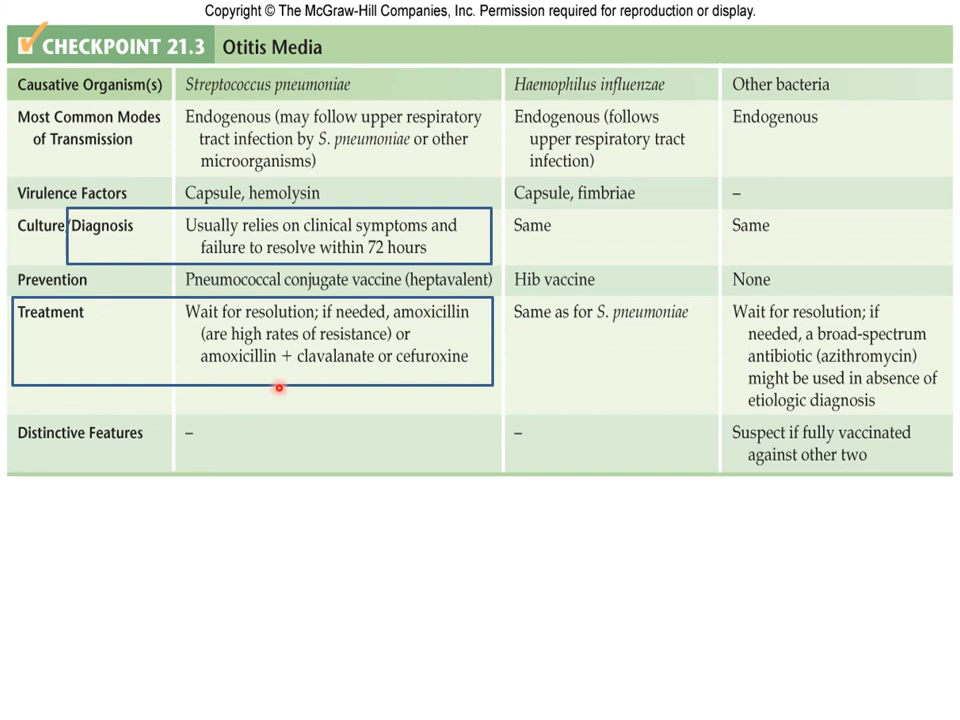 Copyright © The McGraw-Hill Companies, Inc. Permission required for reproduction or display.
CHECKPOINT 21.3 Otitis Media
Causative Organism(s) Streptococcus pneumoniae Haemophilus influenzae Other bacteria
Most Common Modes
of Transmission
Endogenous (may follow upper respiratory
tract infection by S. pneumoniae or other
microorganisms)
Endogenous (follows
upper respiratory tract
infection)
Endogenous
Virulence Factors Capsule, hemolysin Capsule, fimbriae –
Culture/Diagnosis
Usually relies on clinical symptoms and
failure to resolve within 72 hours
Same
Same
Prevention Pneumococcal conjugate vaccine (heptavalent) Hib vaccine None
Treatment
Wait for resolution; if needed, amoxicillin
(are high rates of resistance) or
amoxicillin + clavalanate or cefuroxine
Same as for S. pneumoniae
Wait for resolution; if
needed, a broad-spectrum
antibiotic (azithromycin)
might be used in absence of
etiologic diagnosis
Distinctive Features – –
Suspect if fully vaccinated
against other two